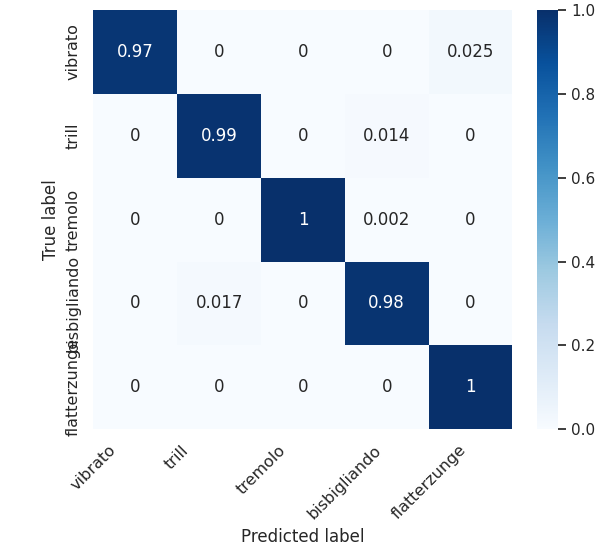 vibrato 0.97 0 0 0 0.025
trill 0 0.99 0 0.014 0
tremolo 0 0 1 0.002 0
bisbigliando 0 0.017 0 0.98 0
flatterzunge 0 0 0 0 1
True label
vibrato trill tremolo bisbigliando flatterzunge
Predicted label
1.0
0.8
0.6
0.4
0.2
0.0